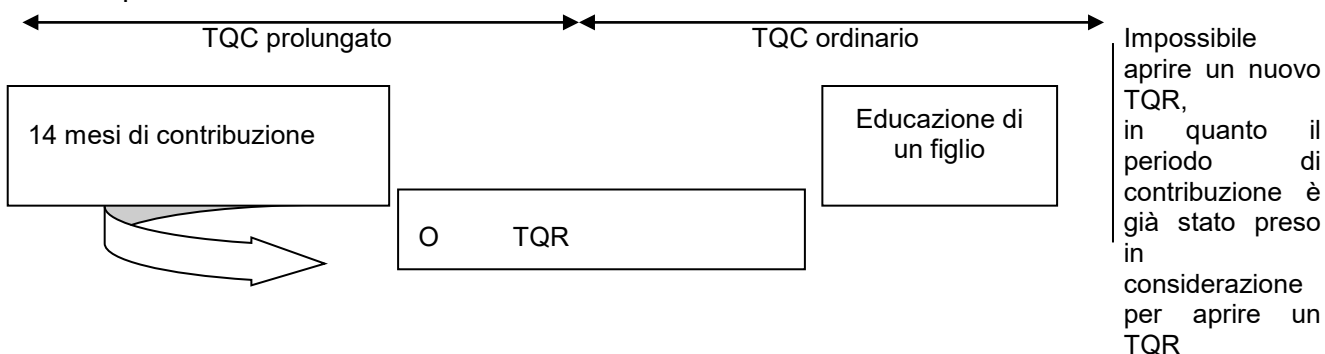 TQC prolungato
TQC ordinario
14 mesi di contribuzione
O TQR
Educazione di
un figlio
Impossibile
aprire un nuovo
TQR,
in quanto il
periodo di
contribuzione è
già stato preso
in
considerazione
per aprire un
TQR